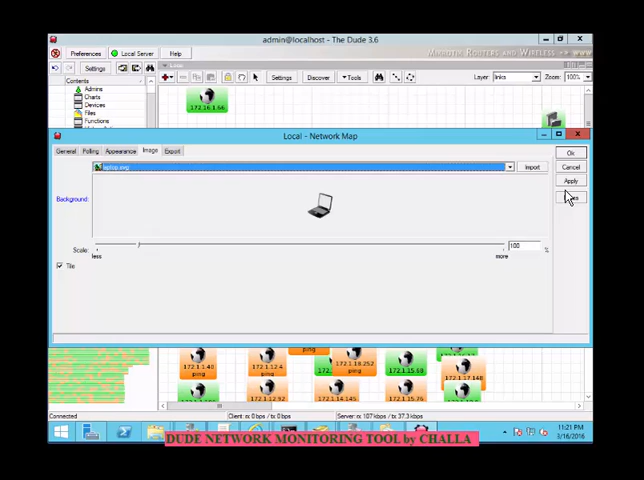 admin@localhost - The Dude 3.6
Preferences Local Server Help
MikroTik Routers and Wireless
Settings
Contents
Admins
Charts
Devices
Files
Functions
Settings Discover Tools Layer: links Zoom: 100%
172.16.1.66
Local - Network Map
General Polling Appearance Image Export
Ok
Cancel
Apply
laptop.svg
Import
Background:
Scale:
less
more
100
%
Tile
172.1.1.40
ping
172.1.12.4
ping
172.1.18.252
ping
172.1.15.68
172.1.17.148
172.1.12.92
172.1.14.145
172.1.15.76
Connected
Client: rx 0 bps / tx 0 bps
Server: rx 107 kbps / tx 37.3 kbps
DUDE NETWORK MONITORING TOOL by CHALLA
11:21 PM
3/16/2016